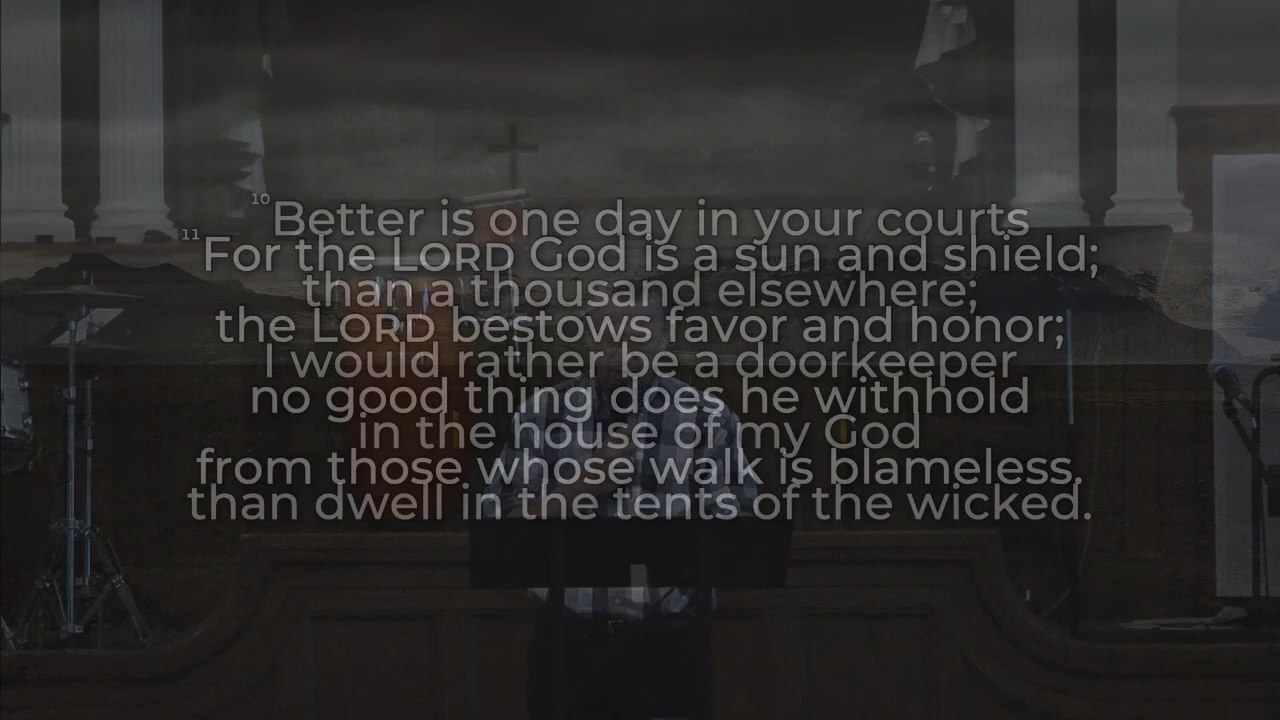 10 Better is one day in your courts
11 For the LORD God is a sun and shield;
than a thousand elsewhere;
the LORD bestows favor and honor;
I would rather be a doorkeeper
no good thing does he withhold
in the house of my God
from those whose walk is blameless.
than dwell in the tents of the wicked.